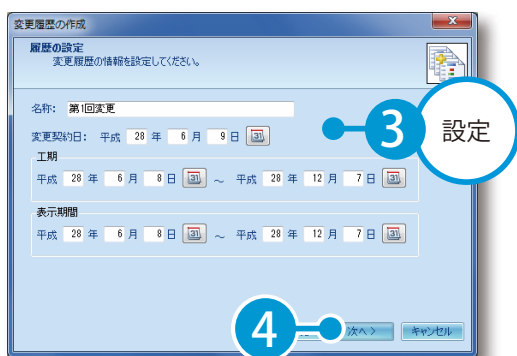 変更履歴の作成
履歴の設定
変更履歴の情報を設定してください。
名称: 第1回変更
変更契約日: 平成 28 年 6 月 9 日 31
3 設定
工期
平成 28 年 6 月 8 日 31 ～ 平成 28 年 12 月 7 日 31
表示期間
平成 28 年 6 月 8 日 31 ～ 平成 28 年 12 月 7 日 31
4 次へ > キャンセル